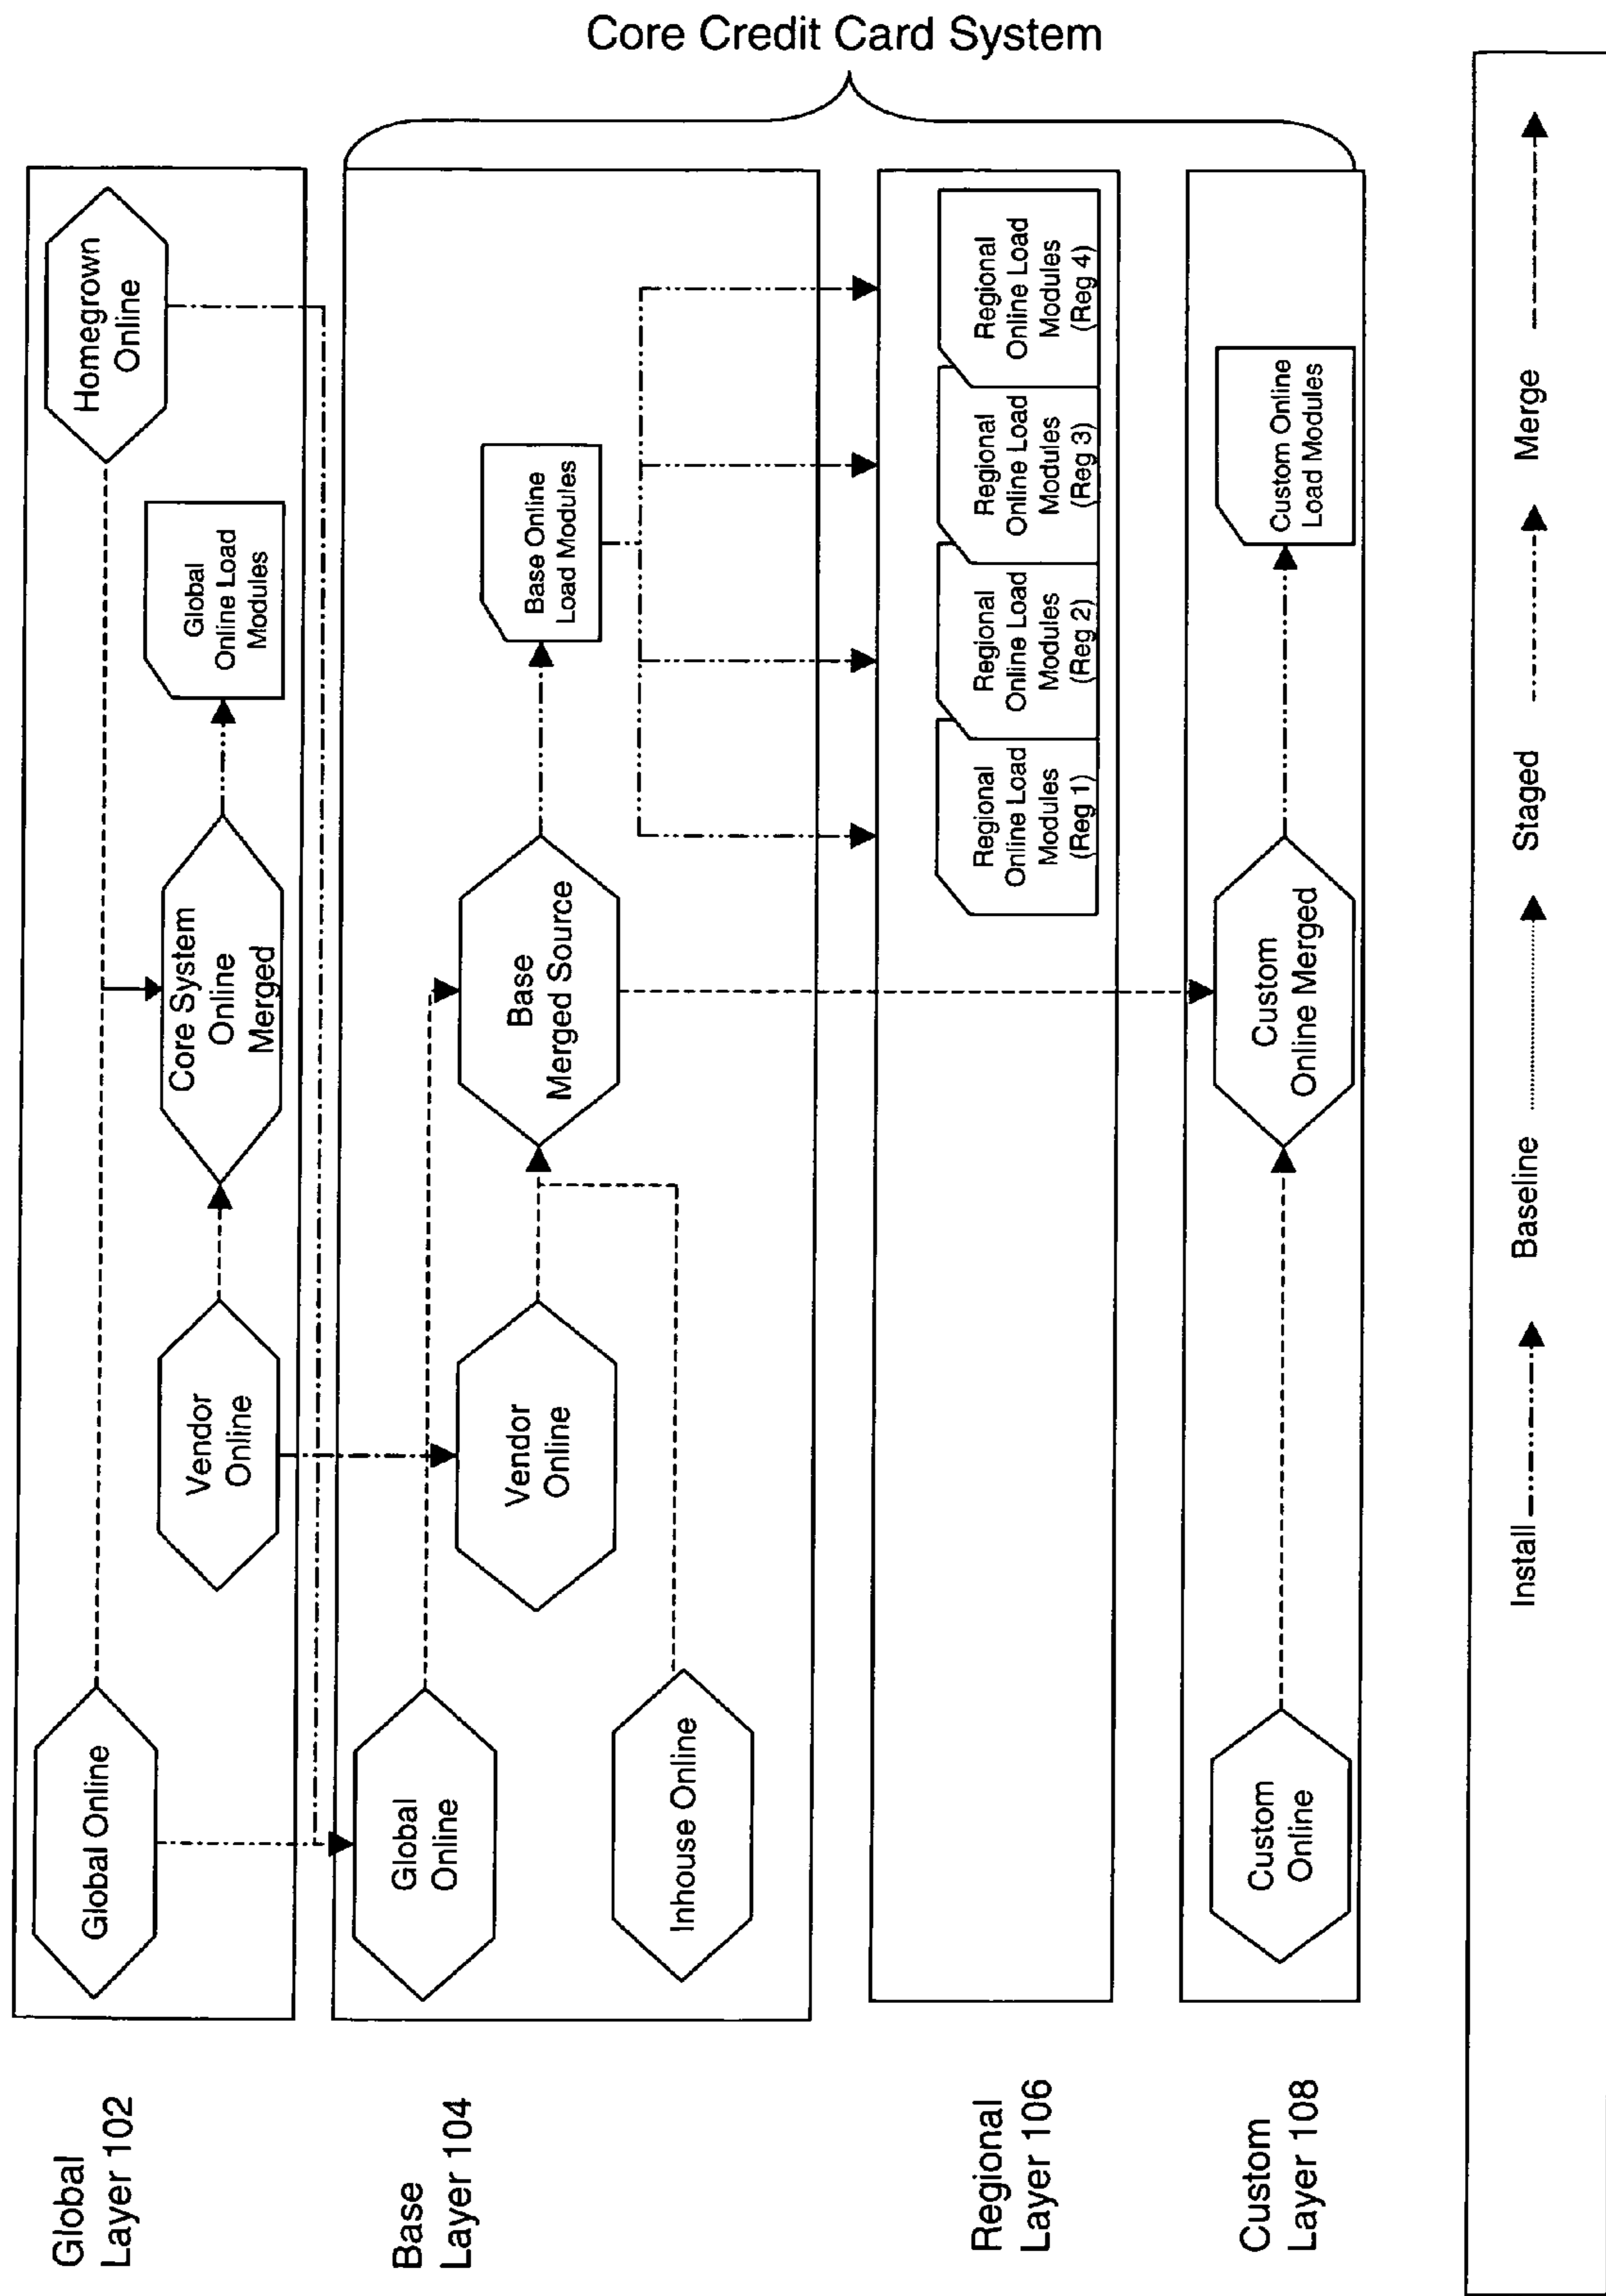 Core Credit Card System
Global
Layer 102
Global Online
Vendor
Online
Core System
Online
Merged
Global
Online Load
Modules
Homegrown
Online
Base
Layer 104
Global
Online
Vendor
Online
Inhouse Online
Base
Merged Source
Base Online
Load Modules
Regional
Layer 106
Regional
Online Load
Modules
(Reg 1)
Regional
Online Load
Modules
(Reg 2)
Regional
Online Load
Modules
(Reg 3)
Regional
Online Load
Modules
(Reg 4)
Custom
Layer 108
Custom
Online
Custom
Online Merged
Custom Online
Load Modules
Install
Baseline
Staged
Merge